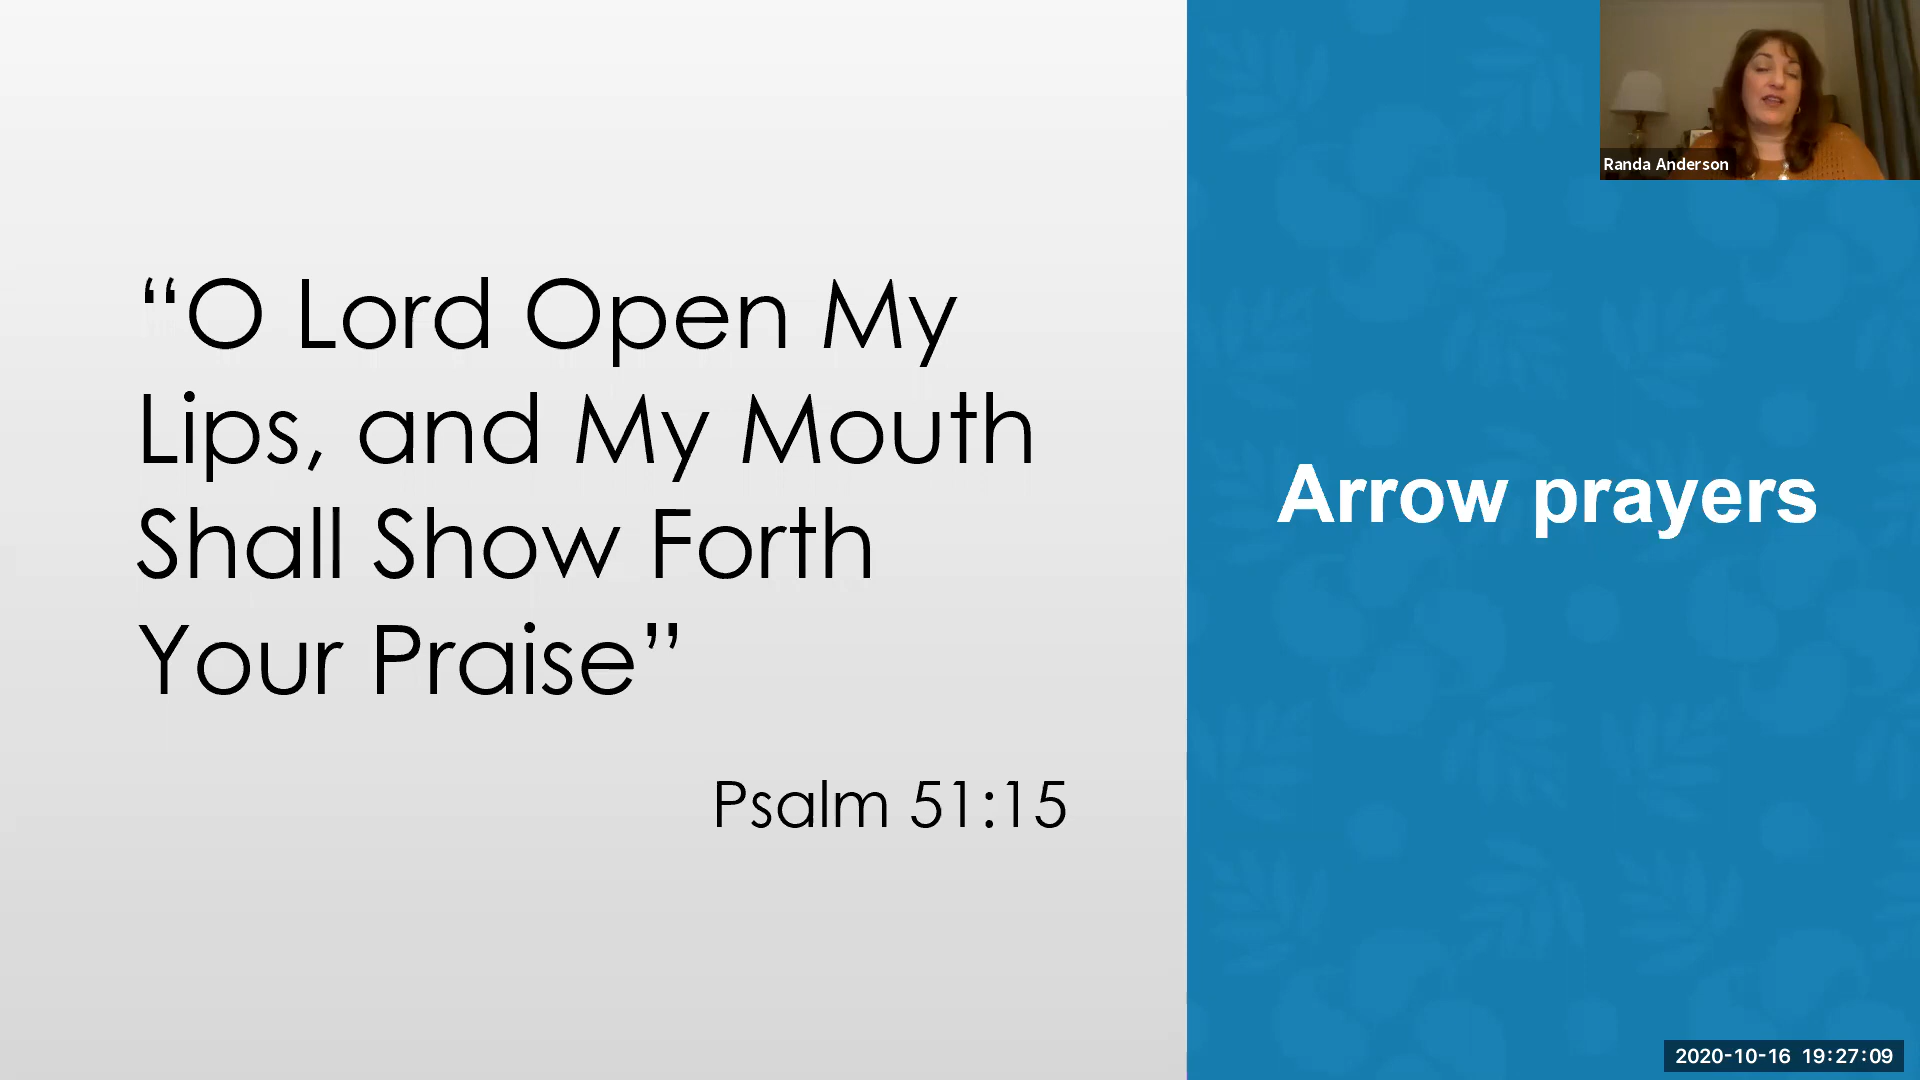 “O Lord Open My
Lips, and My Mouth
Shall Show Forth
Your Praise”
Psalm 51:15
Arrow prayers
Randa Anderson
2020-10-16 19:27:09